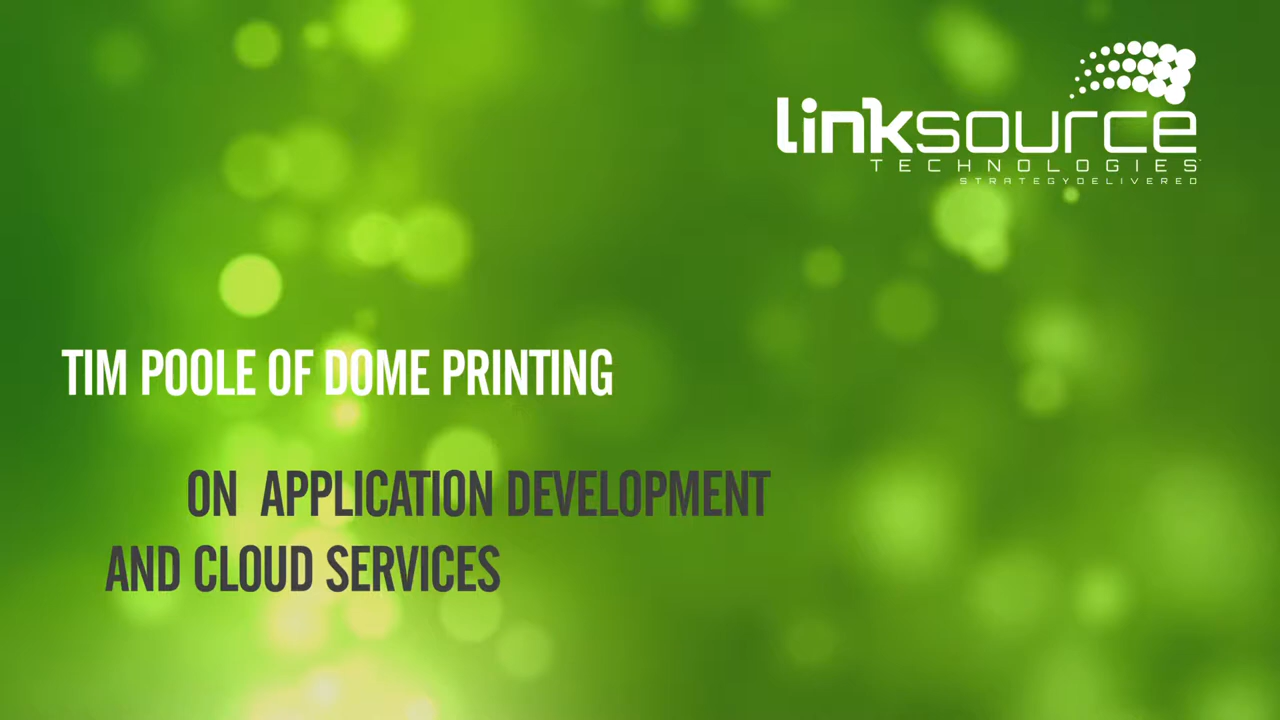 linksource
TECHNOLOGIES
STRATEGYDELIVERED
TIM POOLE OF DOME PRINTING
ON APPLICATION DEVELOPMENT
AND CLOUD SERVICES